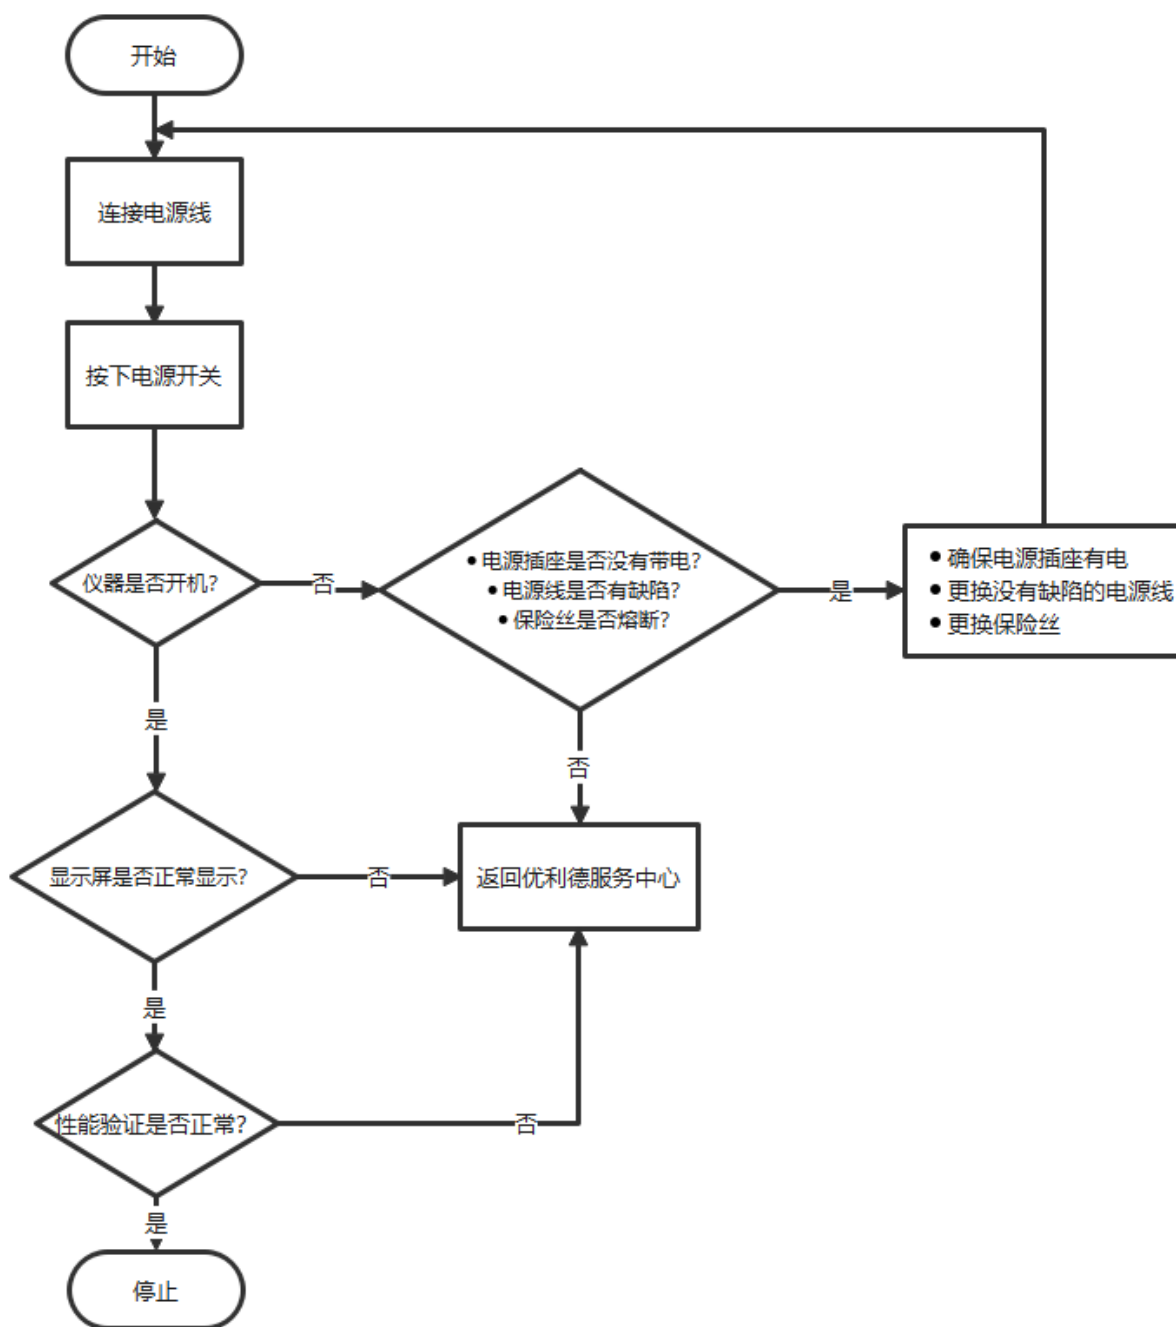 开始
连接电源线
按下电源开关
仪器是否开机?
否
• 电源插座是否没有带电?
• 电源线是否有缺陷?
• 保险丝是否熔断?
是
• 确保电源插座有电
• 更换没有缺陷的电源线
• 更换保险丝
是
否
显示屏是否正常显示?
否
返回优利德服务中心
是
性能验证是否正常?
否
是
停止